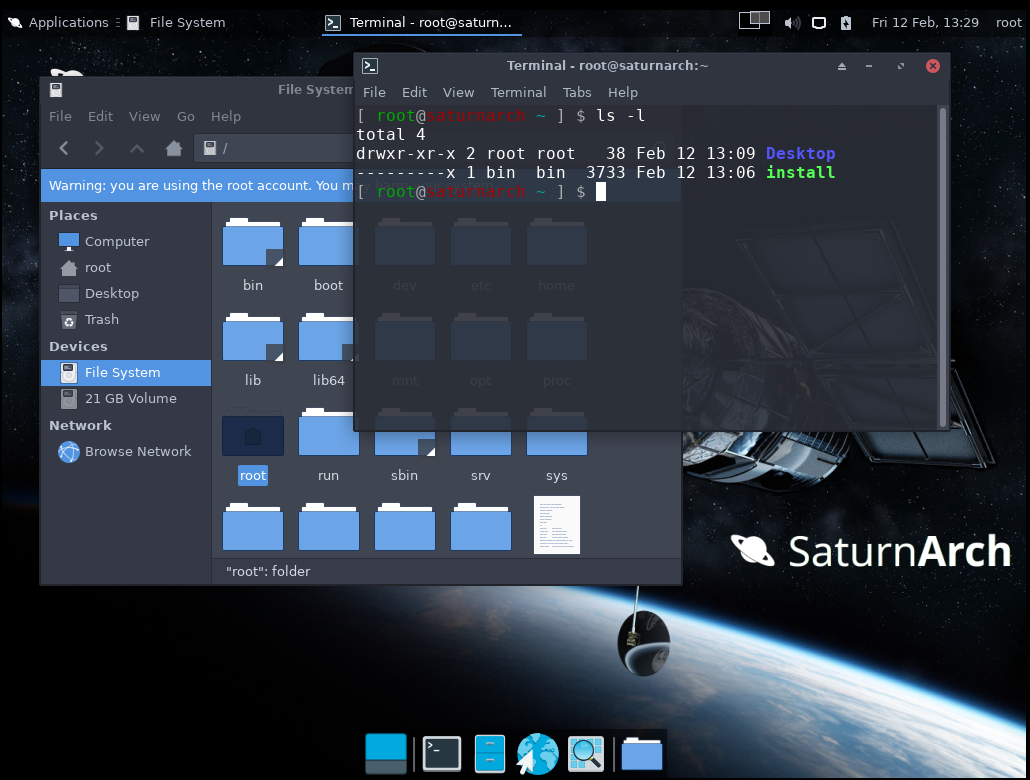 Applications
File System
Terminal - root@saturn...
Fri 12 Feb, 13:29
root
Terminal - root@saturnarch:~
File Edit View Terminal Tabs Help
[ root@saturnarch ~ ] $ ls -l
total 4
drwxr-xr-x 2 root root   38 Feb 12 13:09 Desktop
---------x 1 bin  bin  3733 Feb 12 13:06 install
[ root@saturnarch ~ ] $
File System
File Edit View Go Help
/
Warning: you are using the root account. You m
Places
Computer
root
Desktop
Trash
Devices
File System
21 GB Volume
Network
Browse Network
bin boot dev etc home
lib lib64 mnt opt proc
root run sbin srv sys
"root": folder
SaturnArch